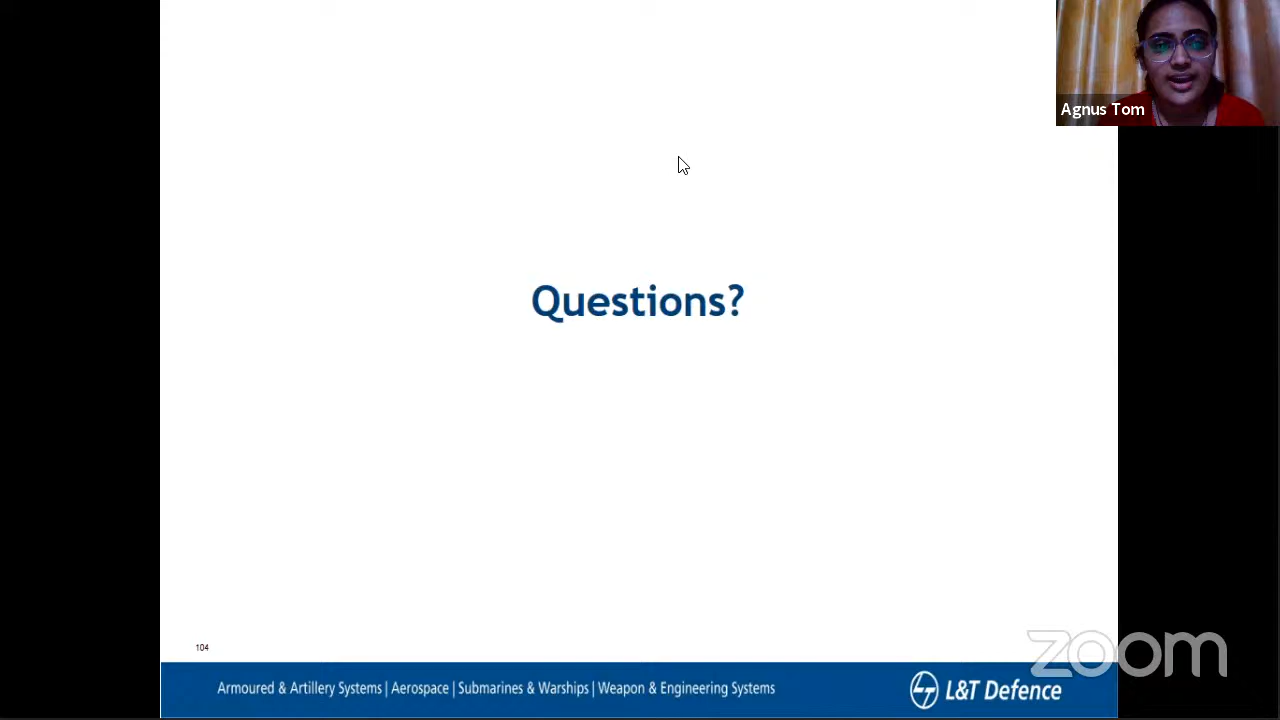 Agnus Tom
Questions?
104
zoom
Armoured & Artillery Systems | Aerospace | Submarines & Warships | Weapon & Engineering Systems
L&T Defence